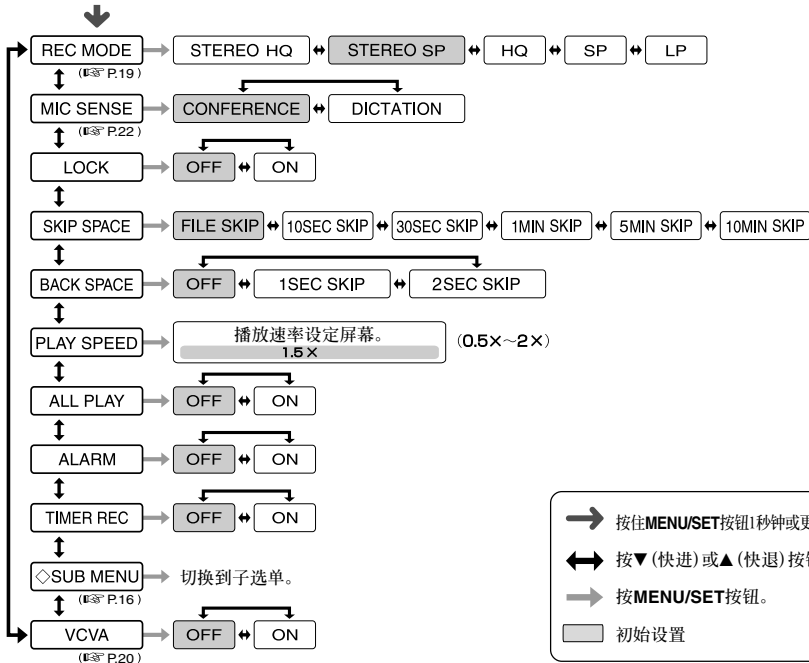 REC MODE STEREO HQ STEREO SP HQ SP LP
(☞ P.19)
MIC SENSE CONFERENCE DICTATION
(☞ P.22)
LOCK OFF ON
SKIP SPACE FILE SKIP 10SEC SKIP 30SEC SKIP 1MIN SKIP 5MIN SKIP 10MIN SKIP
BACK SPACE OFF 1SEC SKIP 2SEC SKIP
PLAY SPEED 播放速率设定屏幕。 (0.5×～2×)
1.5×
ALL PLAY OFF ON
ALARM OFF ON
TIMER REC OFF ON
◇SUB MENU 切换到子选单。
(☞ P.16)
VCVA OFF ON
(☞ P.20)
按住MENU/SET按钮1秒钟或更
按▼(快进)或▲(快退)按
按MENU/SET按钮。
初始设置